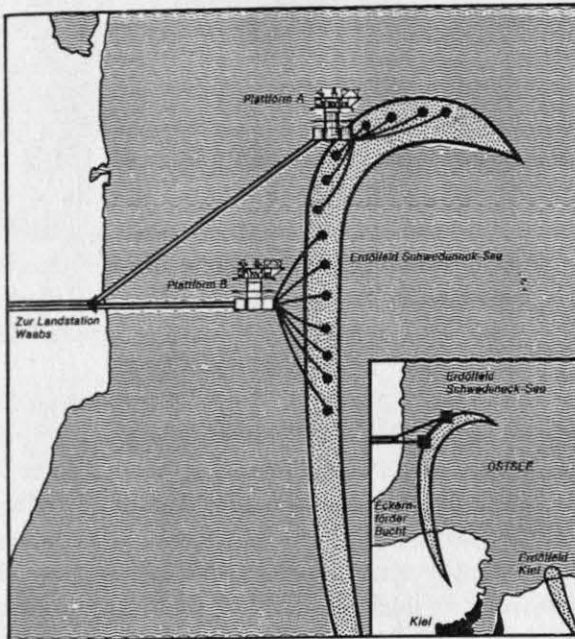 Plattform A
Erdölfeld Schwedeneck-See
Plattform B
Zur Landstation
Waabs
Erdölfeld
Schwedeneck-See
OSTSEE
Eckern-
förder
Bucht
Erdölfeld
Kiel
Kiel